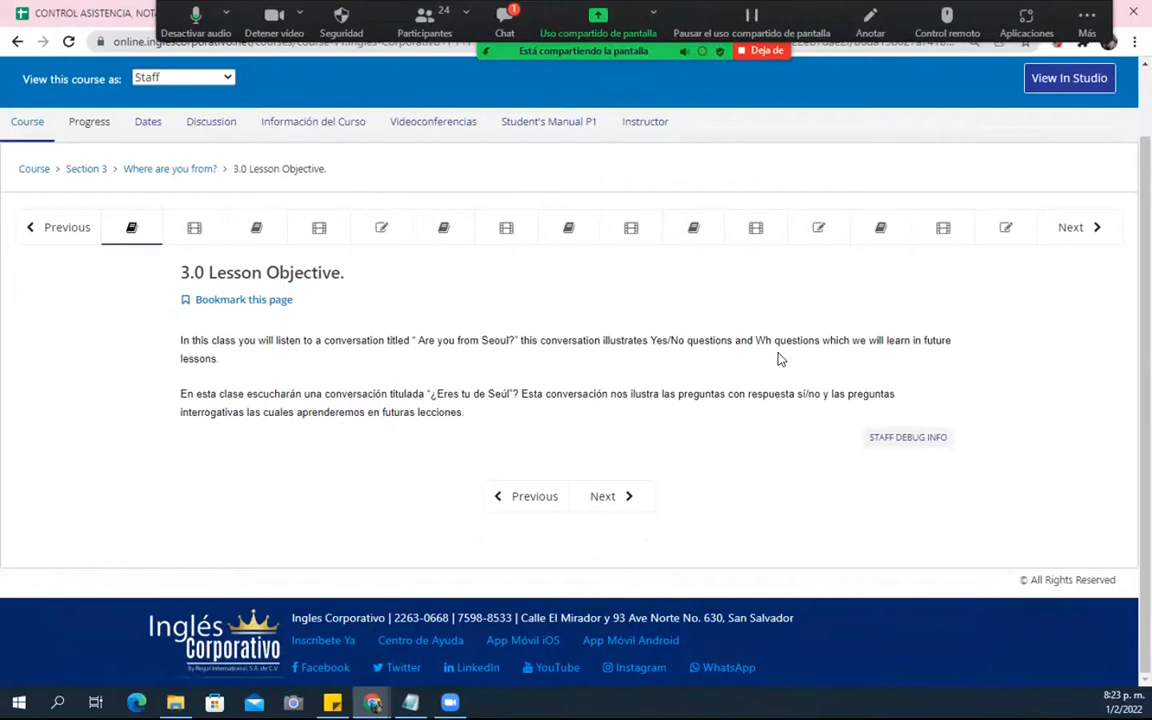 CONTROL ASISTENCIA, NOTA
Desactivar audio
Detener video
Seguridad
24
Participantes
1
Chat
Uso compartido de pantalla
Pausar el uso compartido de pantalla
Anotar
Control remoto
Aplicaciones
Más
Está compartiendo la pantalla
Deja de
View this course as:
Staff
View In Studio
Course
Progress
Dates
Discussion
Información del Curso
Videoconferencias
Student's Manual P1
Instructor
Course > Section 3 > Where are you from? > 3.0 Lesson Objective.
Previous
Next
3.0 Lesson Objective.
Bookmark this page
In this class you will listen to a conversation titled “ Are you from Seoul?” this conversation illustrates Yes/No questions and Wh questions which we will learn in future
lessons.
En esta clase escucharán una conversación titulada “¿Eres tu de Seúl”? Esta conversación nos ilustra las preguntas con respuesta sí/no y las preguntas
interrogativas las cuales aprenderemos en futuras lecciones.
STAFF DEBUG INFO
Previous
Next
© All Rights Reserved
Inglés
Corporativo
by Regal International, S.A. de C.V.
Ingles Corporativo | 2263-0668 | 7598-8533 | Calle El Mirador y 93 Ave Norte No. 630, San Salvador
Inscríbete Ya
Centro de Ayuda
App Móvil iOS
App Móvil Android
Facebook
Twitter
LinkedIn
YouTube
Instagram
WhatsApp
8:23 p. m.
1/2/2022